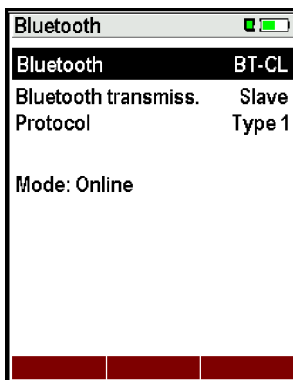 Bluetooth
Bluetooth BT-CL
Bluetooth transmiss. Slave
Protocol Type 1
Mode: Online